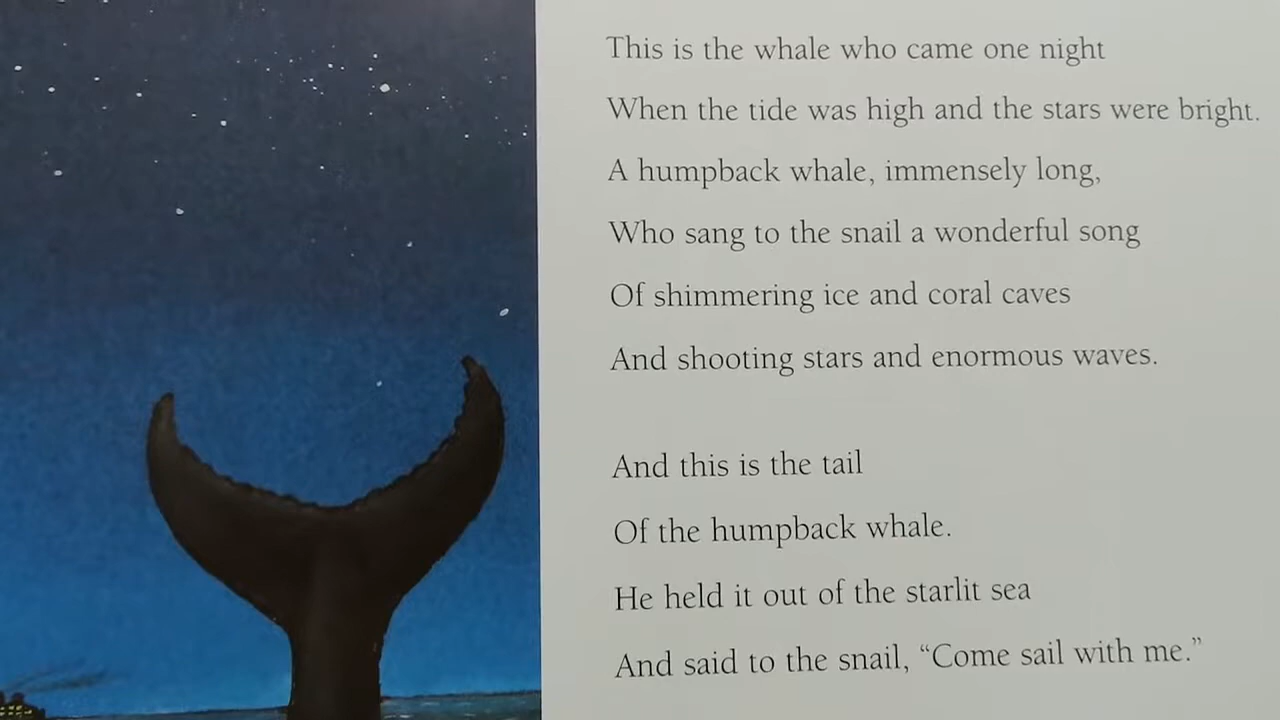 This is the whale who came one night
When the tide was high and the stars were bright.
A humpback whale, immensely long,
Who sang to the snail a wonderful song
Of shimmering ice and coral caves
And shooting stars and enormous waves.
And this is the tail
Of the humpback whale.
He held it out of the starlit sea
And said to the snail, “Come sail with me.”